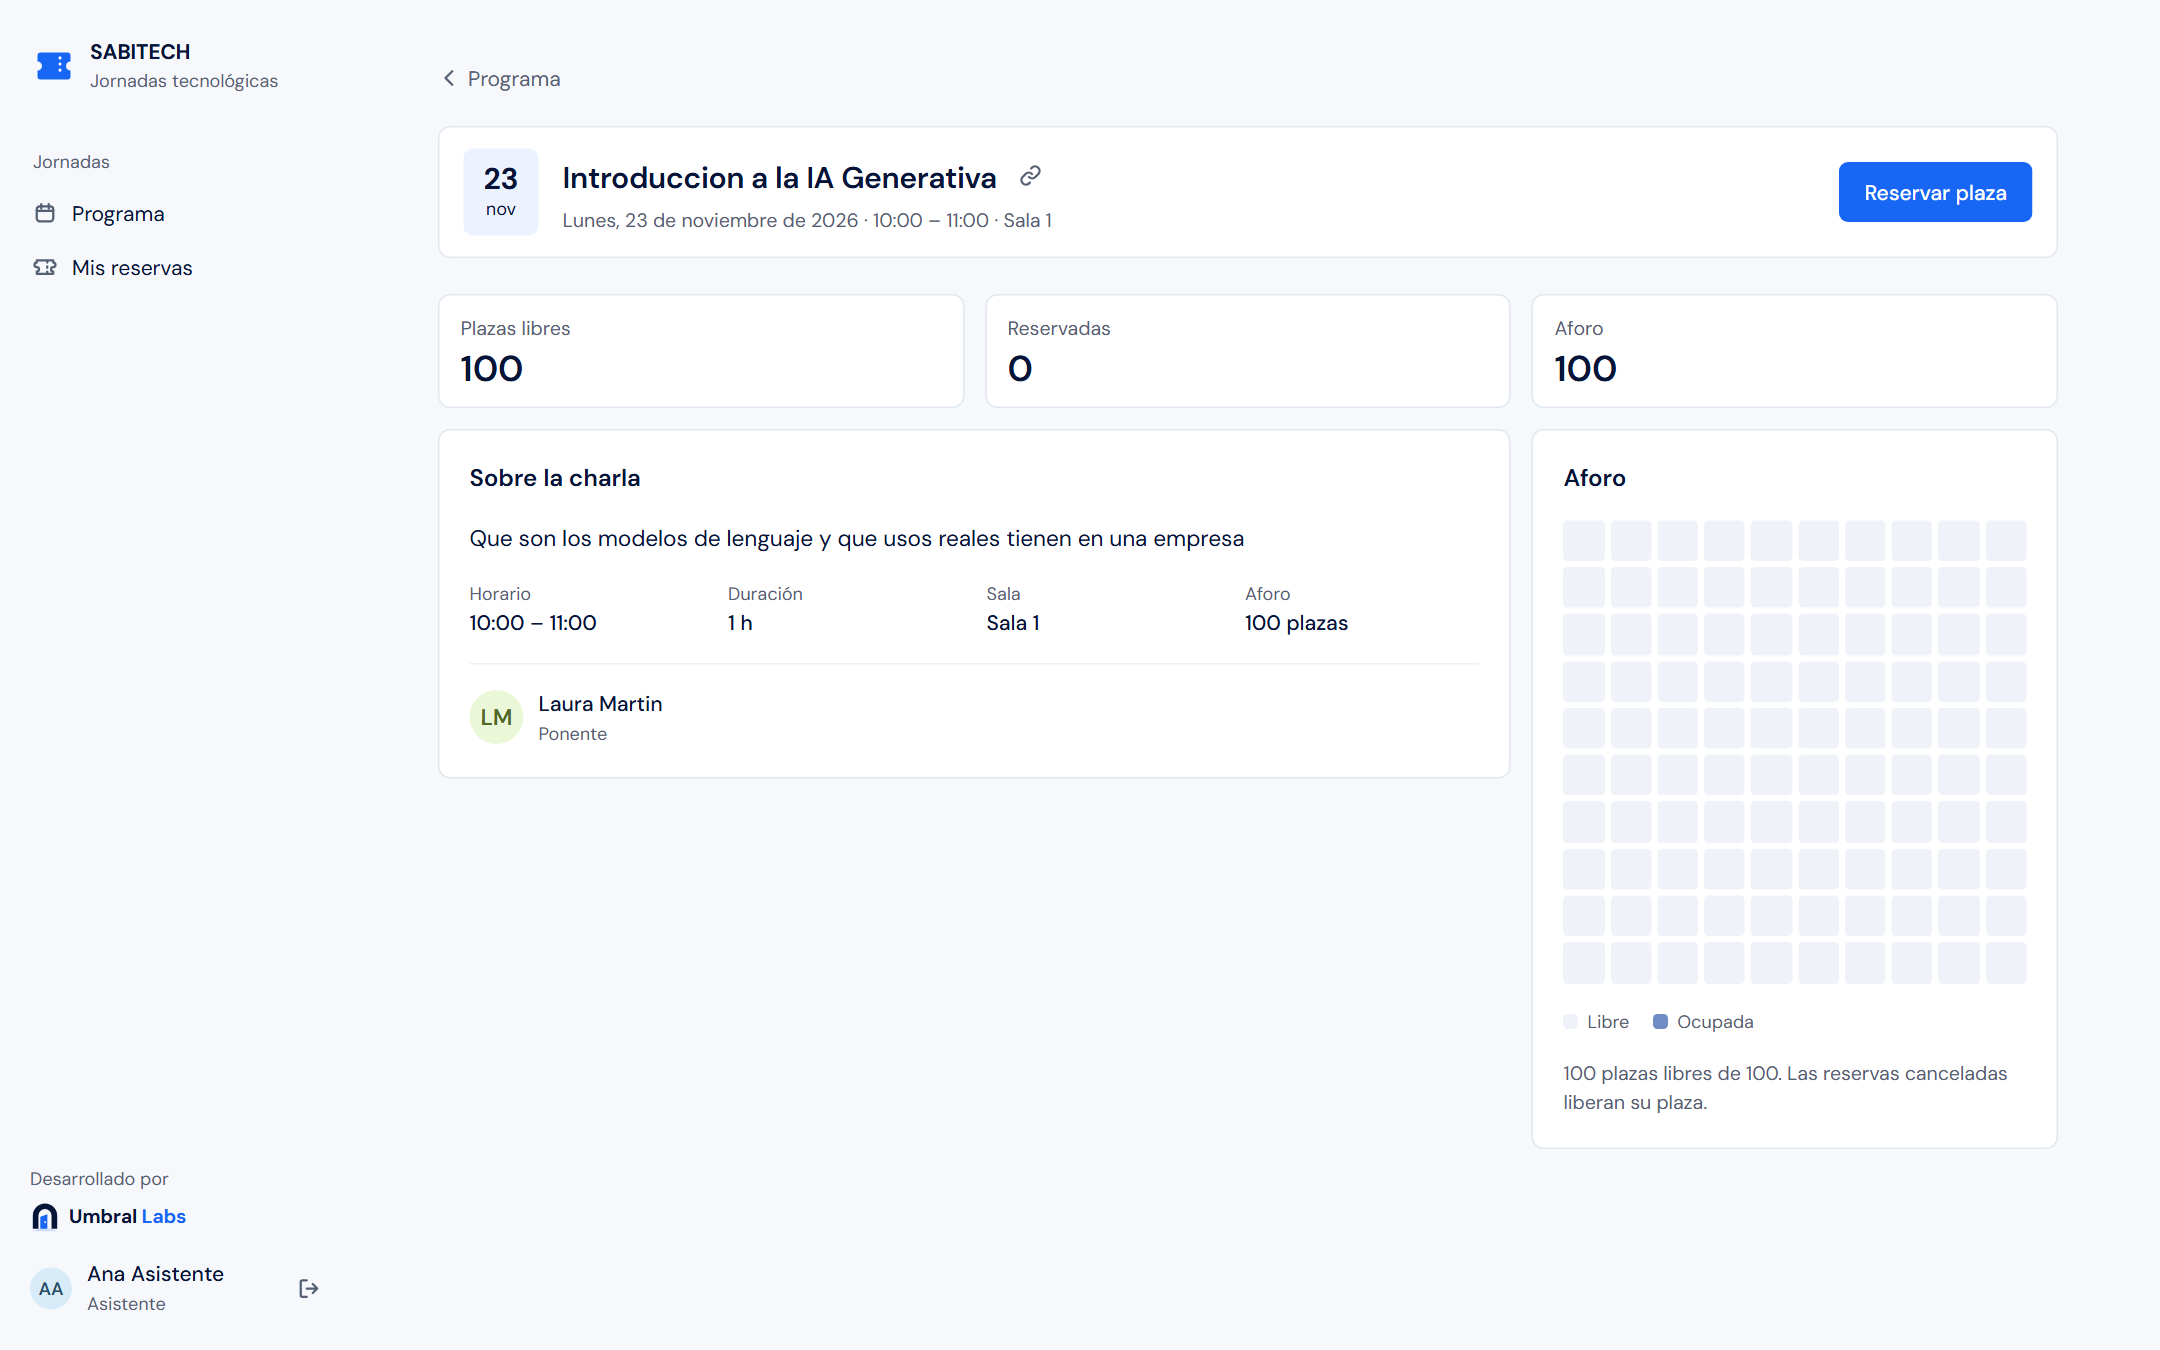 SABITECH
Jornadas tecnológicas
Jornadas
Programa
Mis reservas
Desarrollado por
Umbral Labs
AA
Ana Asistente
Asistente
Programa
23
nov
Introduccion a la IA Generativa
Lunes, 23 de noviembre de 2026 · 10:00 – 11:00 · Sala 1
Reservar plaza
Plazas libres
100
Reservadas
0
Aforo
100
Sobre la charla
Que son los modelos de lenguaje y que usos reales tienen en una empresa
Horario
10:00 – 11:00
Duración
1 h
Sala
Sala 1
Aforo
100 plazas
LM
Laura Martin
Ponente
Aforo
Libre
Ocupada
100 plazas libres de 100. Las reservas canceladas
liberan su plaza.